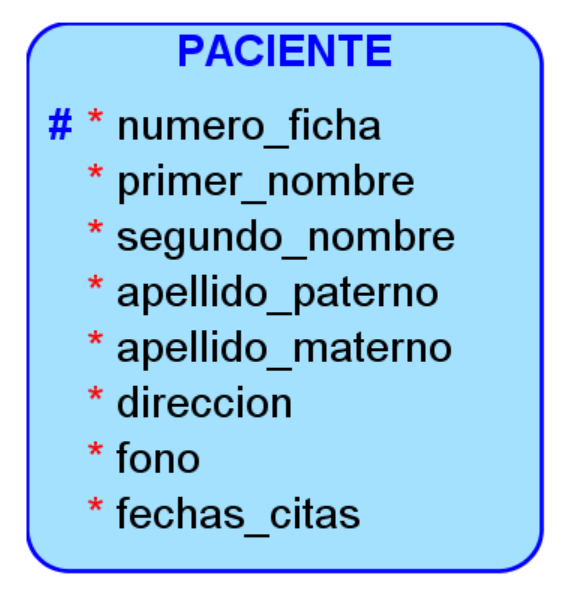 PACIENTE
# * numero_ficha
* primer_nombre
* segundo_nombre
* apellido_paterno
* apellido_materno
* direccion
* fono
* fechas_citas